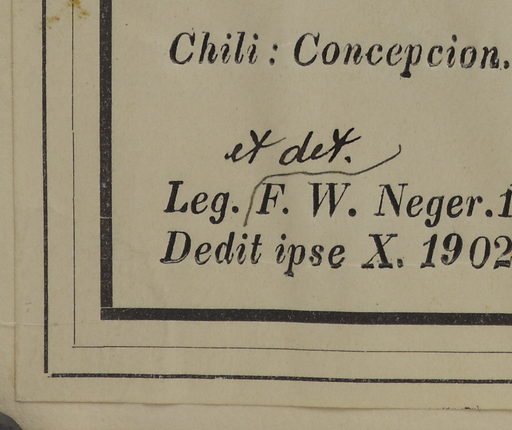 Chili: Concepcion.
et det.
Leg. F. W. Neger.
Dedit ipse X. 1902